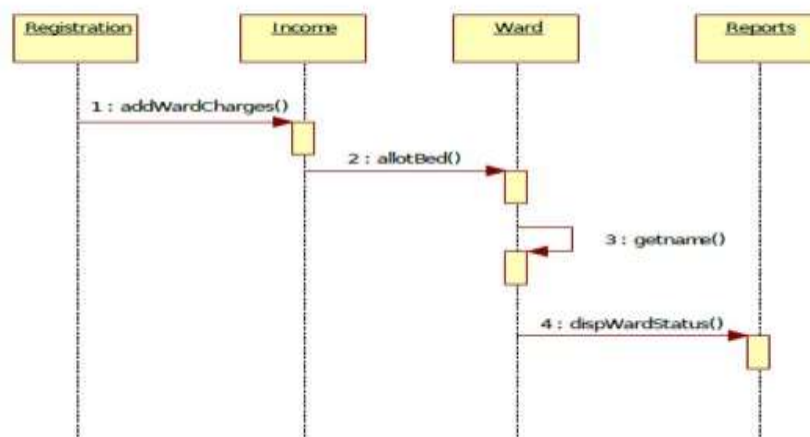 Registration
Income
Ward
Reports
1 : addWardCharges()
2 : allotBed()
3 : getname()
4 : dispWardStatus()